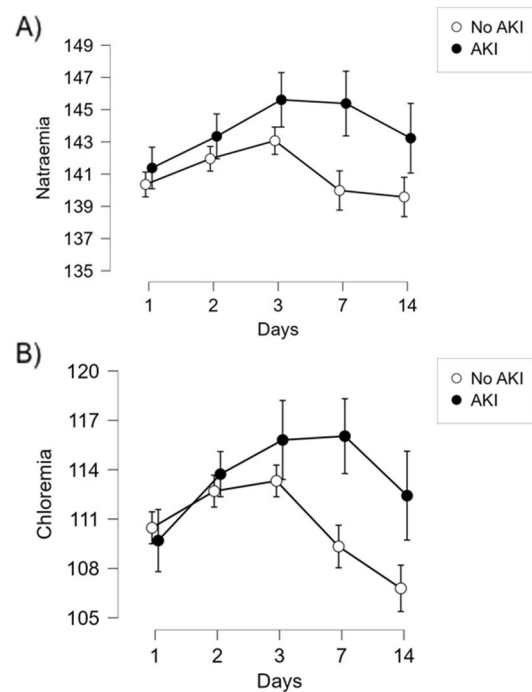 A)
No AKI
AKI
Natraemia
149
147
145
143
141
139
137
135
1 2 3 7 14
Days
B)
No AKI
AKI
Chloremia
120
117
114
111
108
105
1 2 3 7 14
Days